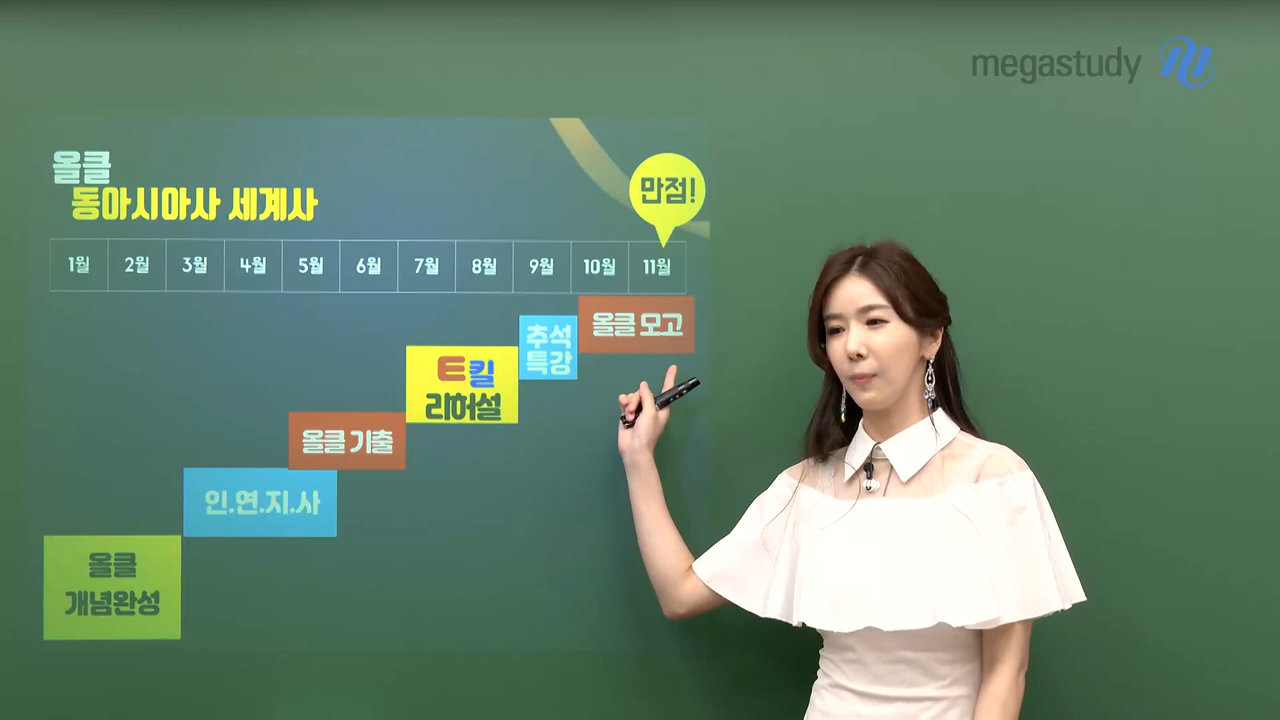 megastudy
올클
동아시아사 세계사
만점!
1월 2월 3월 4월 5월 6월 7월 8월 9월 10월 11월
올클 모고
추석
특강
E킬
리허설
올클 기출
인.연.지.사
올클
개념완성